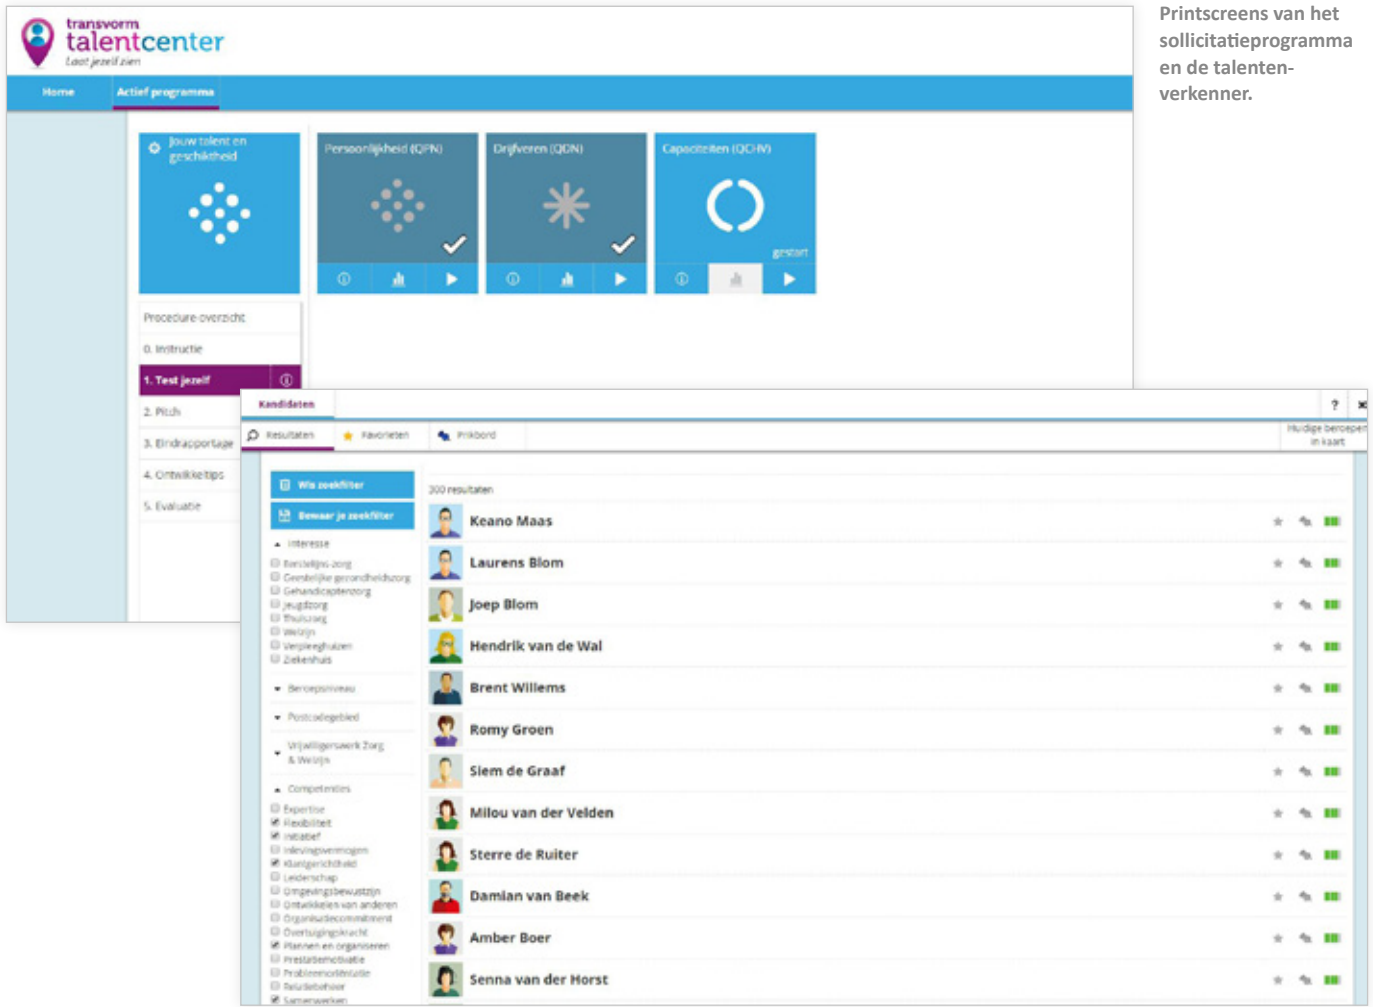 transvorm
talentcenter
Laat jezelf zien
Printscreens van het
sollicitatieprogramma
en de talenten-
verkenner.
Home
Actief programma
Jouw talent en
geschiktheid
Persoonlijkheid (QPN)
Drijfveren (QDN)
Capaciteiten (QCHV)
gestart
Procedure overzicht
0. Instructie
1. Test jezelf
2. Pitch
3. Eindrapportage
4. Ontwikkeltips
5. Evaluatie
Kandidaten
?
Resultaten
Favorieten
Prikbord
Huidige beroepen
in kaart
Wis zoekfilter
Bewaar je zoekfilter
300 resultaten
Interesse
Eerstelijns zorg
Geestelijke gezondheidszorg
Gehandicaptenzorg
Jeugdzorg
Thuiszorg
Welzijn
Verpleeghuizen
Ziekenhuis
Beroepsniveau
Postcodegebied
Vrijwilligerswerk Zorg
& Welzijn
Competenties
Expertise
Flexibiliteit
Initiatief
Inlevingsvermogen
Klantgerichtheid
Leiderschap
Omgevingsbewustzijn
Ontwikkelen van anderen
Organisatiecommitment
Overtuigingskracht
Plannen en organiseren
Prestatiemotivatie
Probleemoriëntatie
Relatiebeheer
Samenwerken
Keano Maas
Laurens Blom
Joep Blom
Hendrik van de Wal
Brent Willems
Romy Groen
Siem de Graaf
Milou van der Velden
Sterre de Ruiter
Damian van Beek
Amber Boer
Senna van der Horst